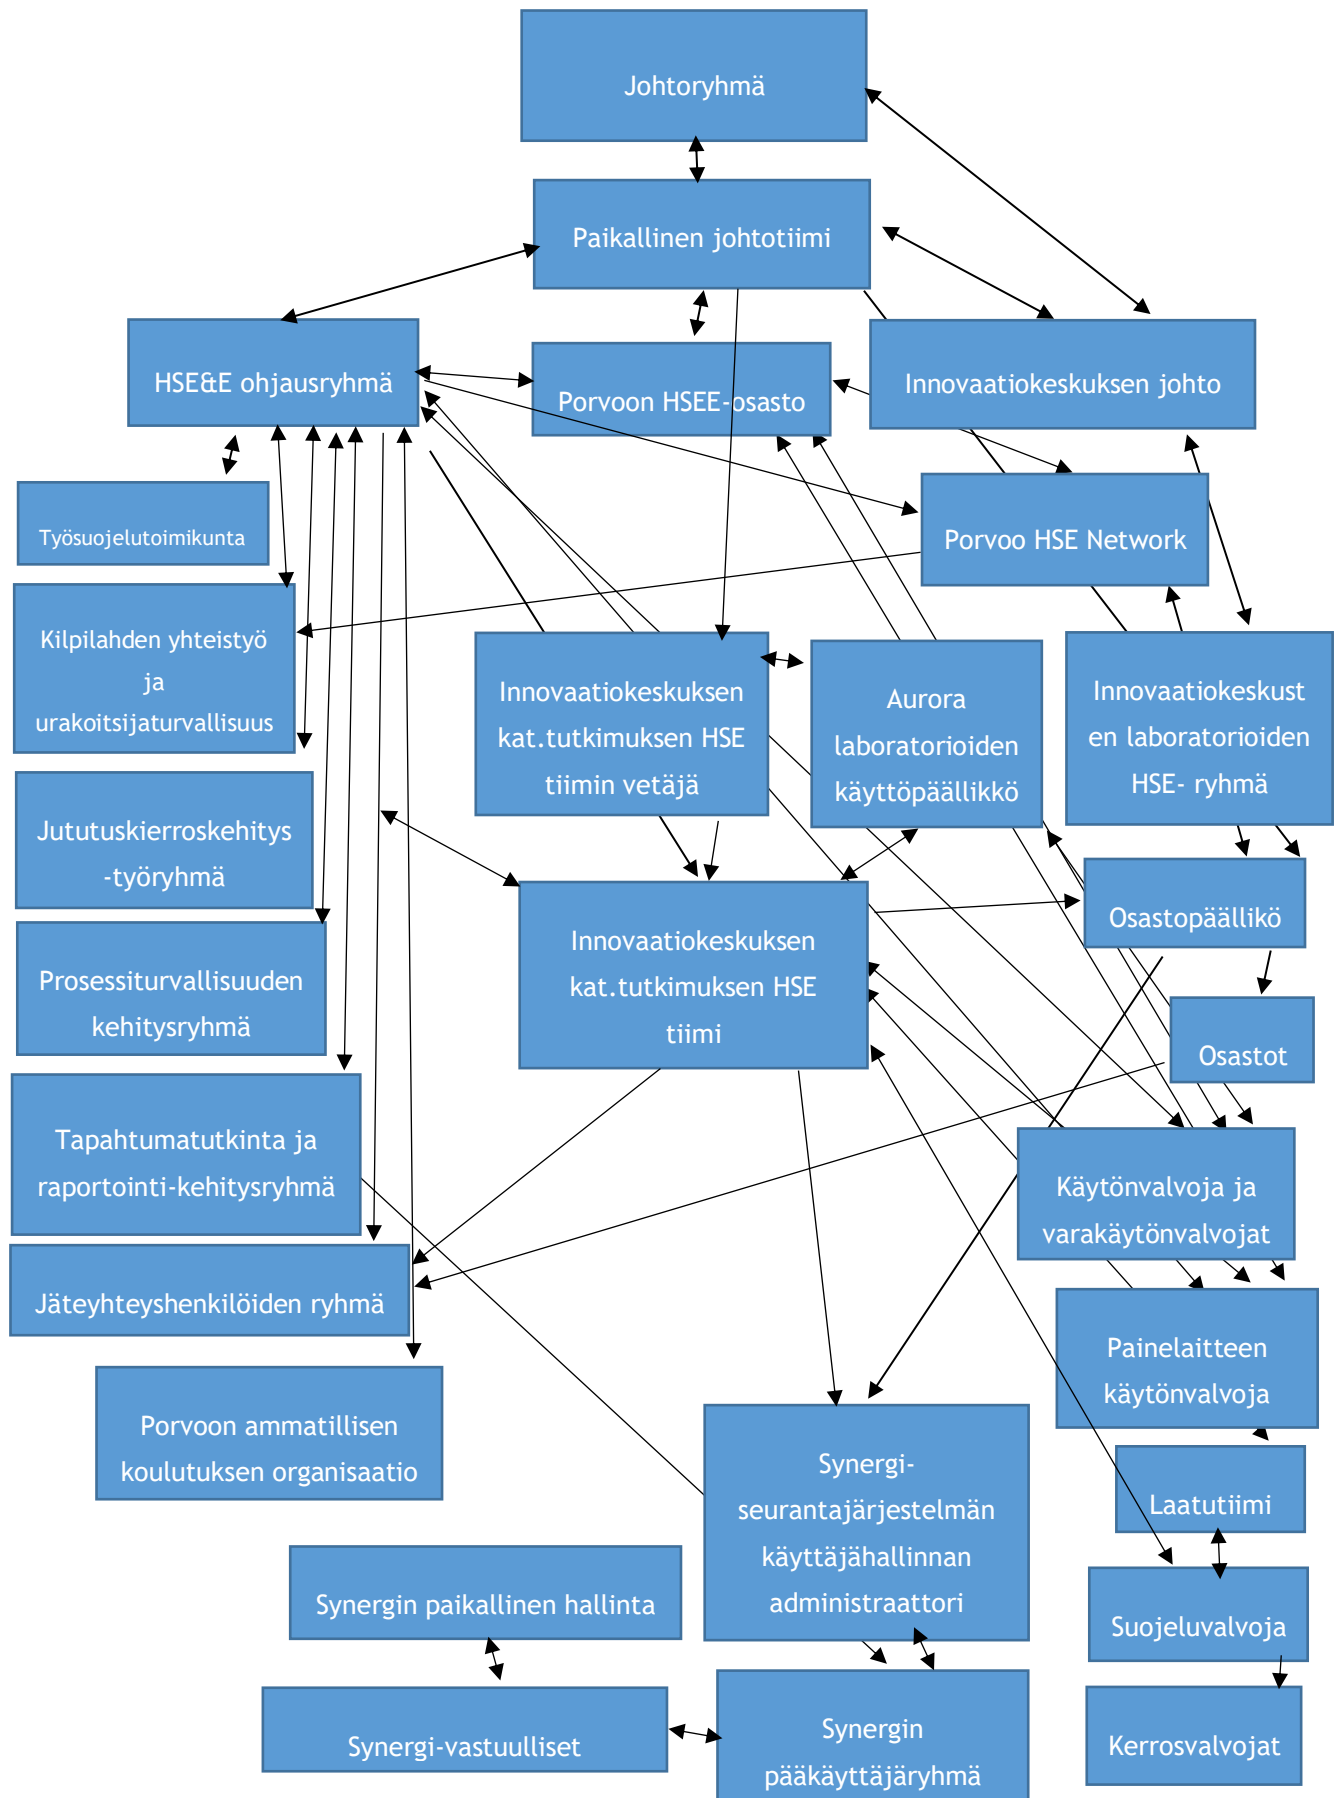 Johtoryhmä
Paikallinen johtotiimi
HSE&E ohjausryhmä
Porvoon HSEE-osasto
Innovaatiokeskuksen johto
Työsuojelutoimikunta
Porvoo HSE Network
Kilpilahden yhteistyö
ja
urakoitsijaturvallisuus
Innovaatiokeskuksen
kat.tutkimuksen HSE
tiimin vetäjä
Aurora
laboratorioiden
käyttöpäällikkö
Innovaatiokeskust
en laboratorioiden
HSE- ryhmä
Jututuskierroskehitys
-työryhmä
Innovaatiokeskuksen
kat.tutkimuksen HSE
tiimi
Osastopäällikö
Prosessiturvallisuuden
kehitysryhmä
Osastot
Tapahtumatutkinta ja
raportointi-kehitysryhmä
Käytönvalvoja ja
varakäytönvalvojat
Jäteyhteyshenkilöiden ryhmä
Painelaitteen
käytönvalvoja
Porvoon ammatillisen
koulutuksen organisaatio
Synergi-
seurantajärjestelmän
käyttäjähallinnan
administraattori
Laatutiimi
Synergin paikallinen hallinta
Suojeluvalvoja
Synergi-vastuulliset
Synergin
pääkäyttäjäryhmä
Kerrosvalvojat